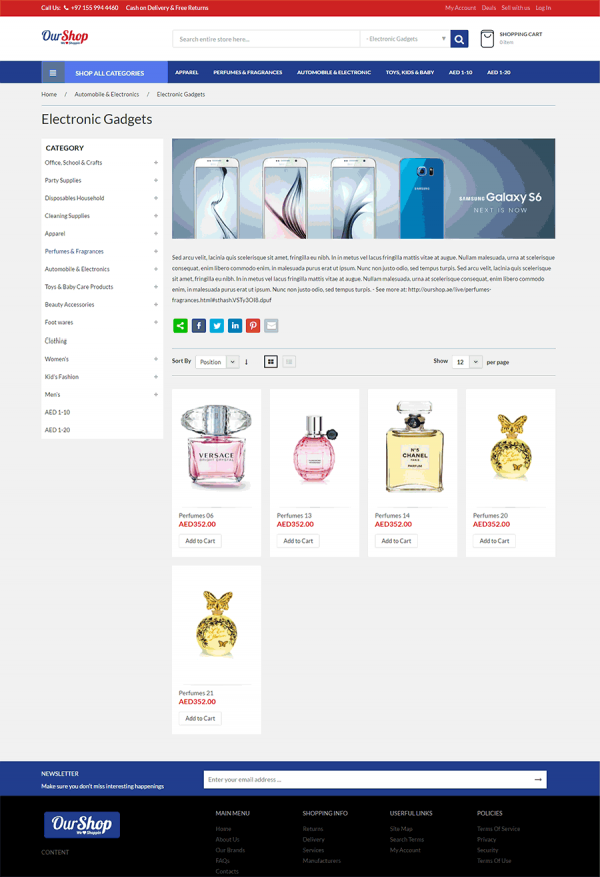 Call Us: +97 155 994 4460 Cash on Delivery & Free Returns
My Account Deals Sell with us Log In
OurShop
We Shoppin
Search entire store here...
- Electronic Gadgets
SHOPPING CART
0 item
SHOP ALL CATEGORIES
APPAREL PERFUMES & FRAGRANCES AUTOMOBILE & ELECTRONIC TOYS, KIDS & BABY AED 1-10 AED 1-20
Home / Automobile & Electronics / Electronic Gadgets
Electronic Gadgets
CATEGORY
Office, School & Crafts +
Party Supplies +
Disposables Household +
Cleaning Supplies +
Apparel +
Perfumes & Fragrances +
Automobile & Electronics +
Toys & Baby Care Products +
Beauty Accessories +
Foot wares +
Clothing
Women's +
Kid's Fashion +
Men's +
AED 1-10
AED 1-20
SAMSUNG
SAMSUNG Galaxy S6
NEXT IS NOW
Sed arcu velit, lacinia quis scelerisque sit amet, fringilla eu nibh. In in metus vel lacus fringilla mattis vitae at augue. Nullam malesuada, urna at scelerisque
consequat, enim libero commodo enim, in malesuada purus erat ut ipsum. Nunc non justo odio, sed tempus turpis. Sed arcu velit, lacinia quis scelerisque
sit amet, fringilla eu nibh. In in metus vel lacus fringilla mattis vitae at augue. Nullam malesuada, urna at scelerisque consequat, enim libero commodo
enim, in malesuada purus erat ut ipsum. Nunc non justo odio, sed tempus turpis. - See more at: http://ourshop.ae/live/perfumes-
fragrances.html#sthash.VSTy3OI8.dpuf
Sort By Position
Show 12 per page
VERSACE
Perfumes 06
AED352.00
Add to Cart
Perfumes 13
AED352.00
Add to Cart
N°5
CHANEL
PARIS
PARFUM
Perfumes 14
AED352.00
Add to Cart
Perfumes 20
AED352.00
Add to Cart
Perfumes 21
AED352.00
Add to Cart
NEWSLETTER
Make sure you don't miss interesting happenings
Enter your email address ...
OurShop
We Shoppin
CONTENT
MAIN MENU
Home
About Us
Our Brands
FAQs
Contacts
SHOPPING INFO
Returns
Delivery
Services
Manufacturers
USERFUL LINKS
Site Map
Search Terms
My Account
POLICIES
Terms Of Service
Privacy
Security
Terms Of Use